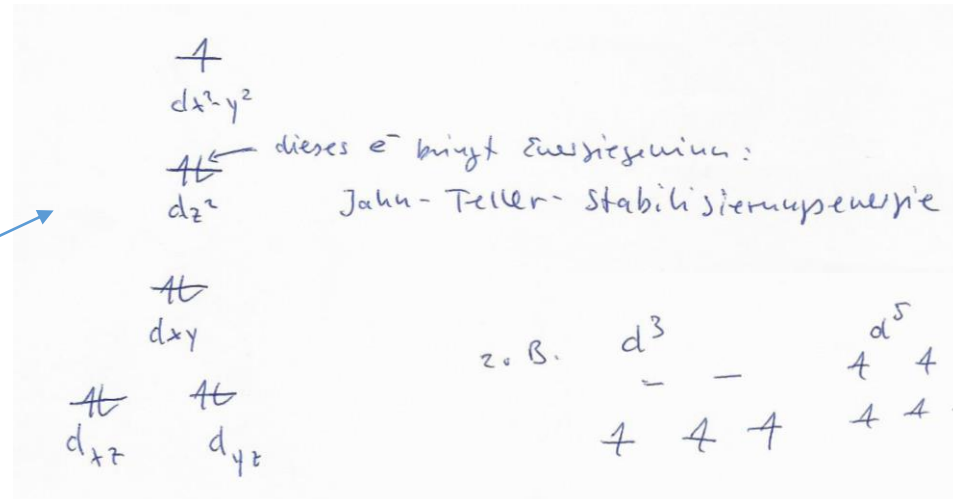 dx²-y²
dieses e⁻ bringt Energiegewinn:
dz²
Jahn-Teller-Stabilisierungsenergie
dxy
z.B. d³ d⁵
dxz dyz